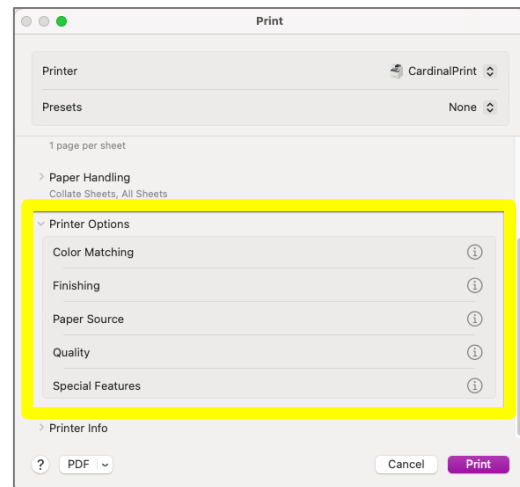 Print
Printer CardinalPrint
Presets None
1 page per sheet
Paper Handling
Collate Sheets, All Sheets
Printer Options
Color Matching
Finishing
Paper Source
Quality
Special Features
Printer Info
? PDF Cancel Print